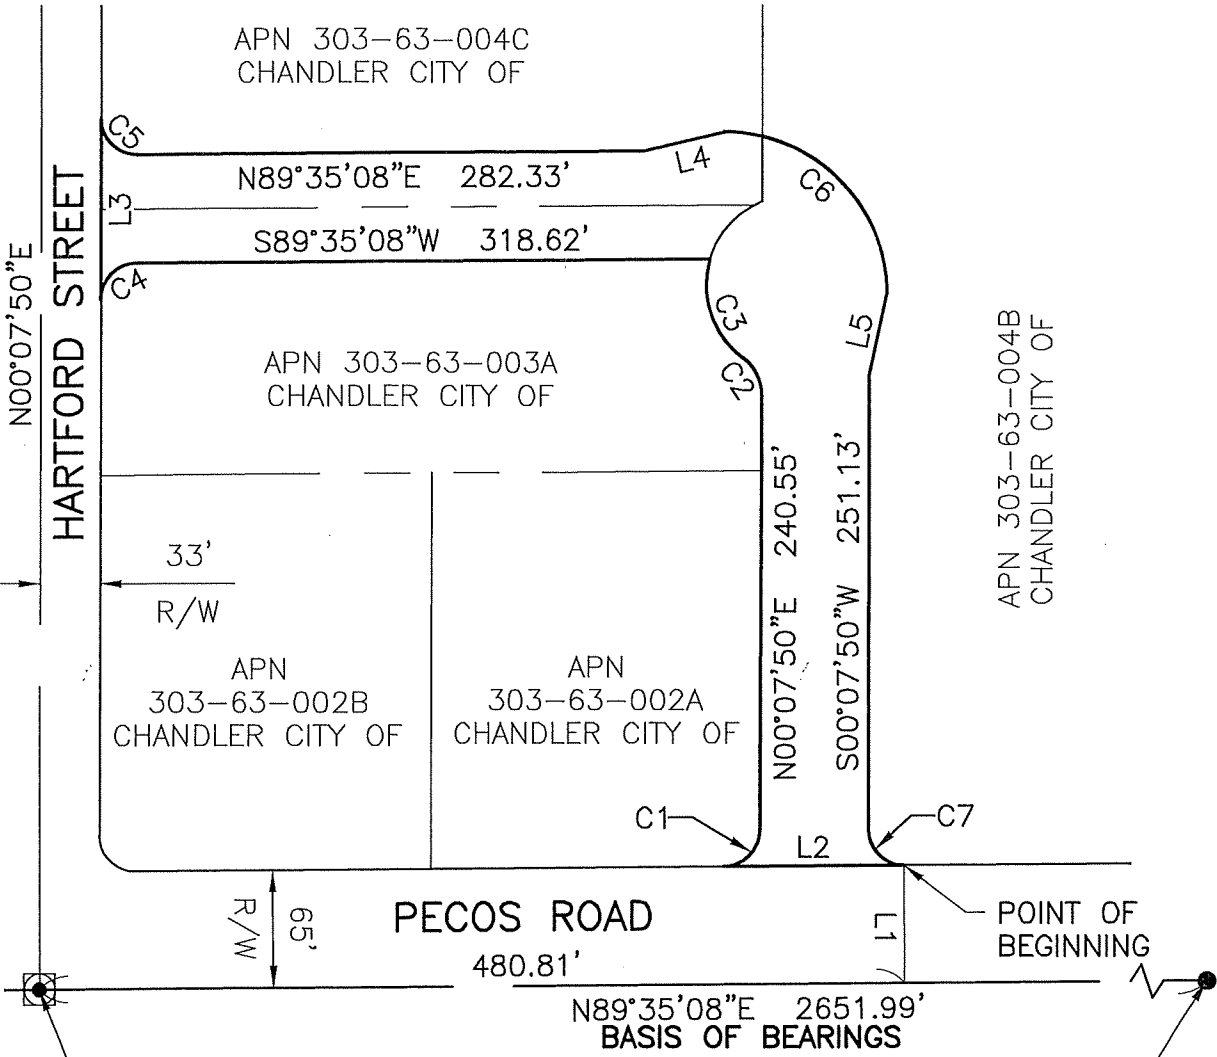 APN 303-63-004C
CHANDLER CITY OF
C5
N89°35'08"E 282.33'
L4
C6
L3
S89°35'08"W 318.62'
C4
N00°07'50"E
HARTFORD STREET
C3
C2
L5
APN 303-63-003A
CHANDLER CITY OF
APN 303-63-004B
CHANDLER CITY OF
N00°07'50"E 240.55'
S00°07'50"W 251.13'
33'
R/W
APN
303-63-002B
CHANDLER CITY OF
APN
303-63-002A
CHANDLER CITY OF
C1
C7
L2
65'
R/W
PECOS ROAD
L1
POINT OF
BEGINNING
480.81'
N89°35'08"E 2651.99'
BASIS OF BEARINGS